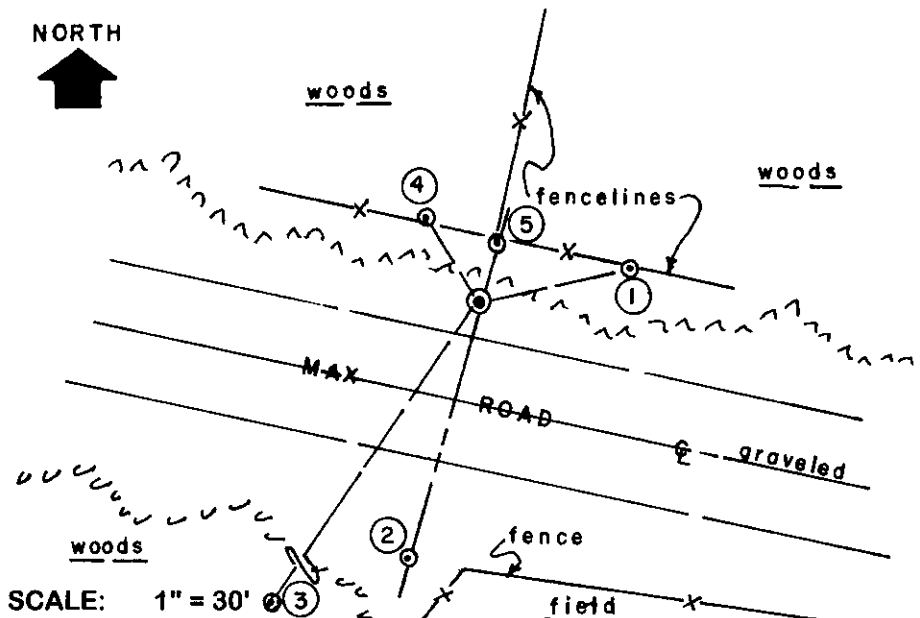 NORTH
woods
woods
4
fencelines
5
1
MAX ROAD
℄ graveled
2
fence
woods
SCALE: 1" = 30'
3
field